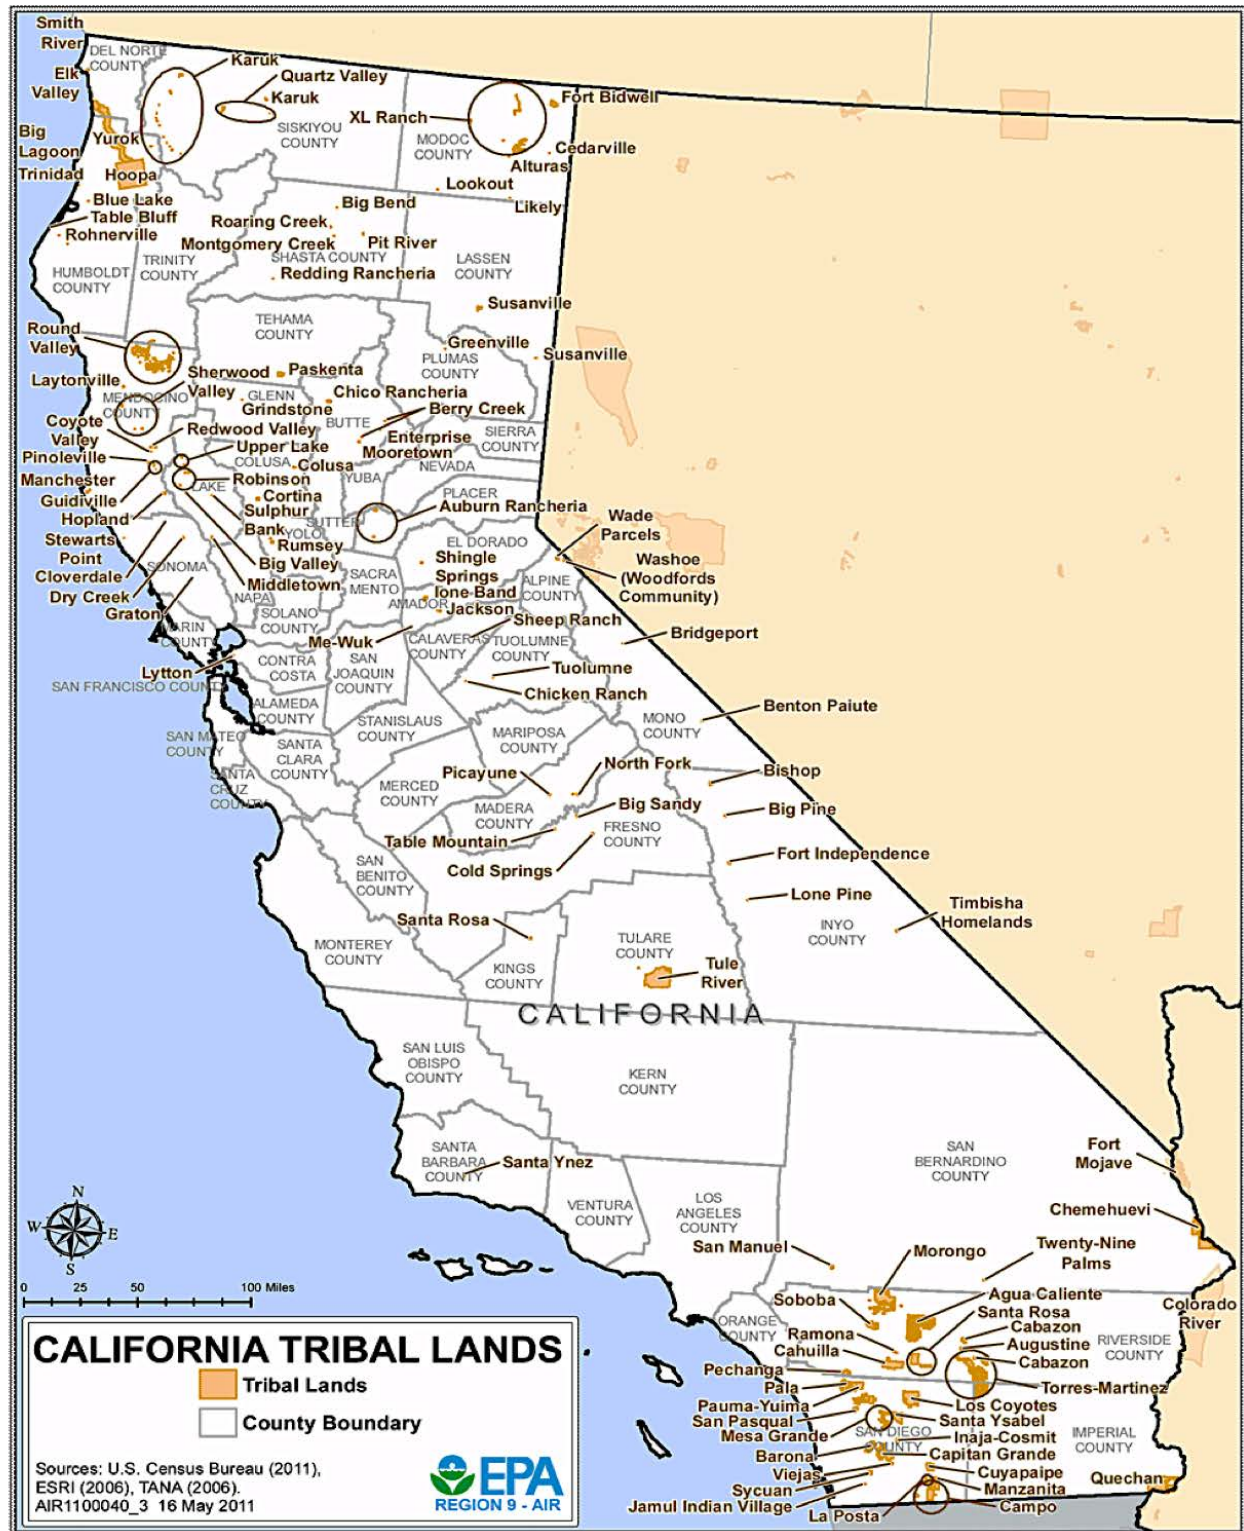 Smith
River
DEL NORTE
COUNTY
Elk
Valley
Karuk
Quartz Valley
Karuk
Fort Bidwell
XL Ranch
SISKIYOU
COUNTY
MODOC
COUNTY
Cedarville
Alturas
Big
Lagoon
Yurok
Trinidad
Hoopa
Lookout
Likely
Blue Lake
Table Bluff
Rohnerville
Big Bend
Roaring Creek
Montgomery Creek
Pit River
SHASTA COUNTY
Redding Rancheria
TRINITY
COUNTY
HUMBOLDT
COUNTY
LASSEN
COUNTY
Susanville
TEHAMA
COUNTY
Round
Valley
Greenville
Susanville
PLUMAS
COUNTY
Laytonville
Sherwood
Valley
Paskenta
MENDOCINO
COUNTY
GLENN
Grindstone
Chico Rancheria
Berry Creek
BUTTE
Coyote
Valley
Redwood Valley
Enterprise
Mooretown
SIERRA
COUNTY
Pinoleville
Upper Lake
COLUSA
Colusa
NEVADA
Manchester
Robinson
LAKE
YUBA
PLACER
Guidiville
Cortina
Auburn Rancheria
Hopland
Sulphur
Bank
SUTTER
YOLO
Stewarts
Point
Rumsey
EL DORADO
Wade
Parcels
Cloverdale
Big Valley
Shingle
Springs
Washoe
(Woodfords
Community)
SONOMA
Dry Creek
Middletown
SACRA
MENTO
Ione Band
ALPINE
COUNTY
NAPA
AMADOR
Jackson
Graton
SOLANO
COUNTY
Sheep Ranch
MARIN
COUNTY
Me-Wuk
CALAVERAS
COUNTY
TUOLUMNE
COUNTY
Bridgeport
Lytton
CONTRA
COSTA
SAN
JOAQUIN
COUNTY
Tuolumne
SAN FRANCISCO COUNTY
Chicken Ranch
ALAMEDA
COUNTY
STANISLAUS
COUNTY
Benton Paiute
MONO
COUNTY
SAN MATEO
COUNTY
SANTA
CLARA
COUNTY
MARIPOSA
COUNTY
SANTA
CRUZ
COUNTY
MERCED
COUNTY
Picayune
North Fork
Bishop
Big Sandy
Big Pine
MADERA
COUNTY
FRESNO
COUNTY
Table Mountain
Cold Springs
Fort Independence
SAN
BENITO
COUNTY
Lone Pine
Timbisha
Homelands
Santa Rosa
INYO
COUNTY
MONTEREY
COUNTY
TULARE
COUNTY
KINGS
COUNTY
Tule
River
CALIFORNIA
SAN LUIS
OBISPO
COUNTY
KERN
COUNTY
SANTA
BARBARA
COUNTY
Santa Ynez
SAN
BERNARDINO
COUNTY
Fort
Mojave
VENTURA
COUNTY
LOS
ANGELES
COUNTY
Chemehuevi
San Manuel
Morongo
Twenty-Nine
Palms
Soboba
Agua Caliente
Santa Rosa
Colorado
River
ORANGE
COUNTY
Ramona
Cahuilla
Cabazon
Augustine
Cabazon
RIVERSIDE
COUNTY
Pechanga
Pala
Torres-Martinez
Pauma-Yuima
Los Coyotes
San Pasqual
Santa Ysabel
Mesa Grande
SAN DIEGO
COUNTY
Inaja-Cosmit
IMPERIAL
COUNTY
Barona
Capitan Grande
Viejas
Cuyapaipe
Quechan
Sycuan
Manzanita
Jamul Indian Village
La Posta
Campo
N
W
E
S
0 25 50 100 Miles
CALIFORNIA TRIBAL LANDS
Tribal Lands
County Boundary
Sources: U.S. Census Bureau (2011),
ESRI (2006), TANA (2006).
AIR1100040_3 16 May 2011
EPA
REGION 9 - AIR